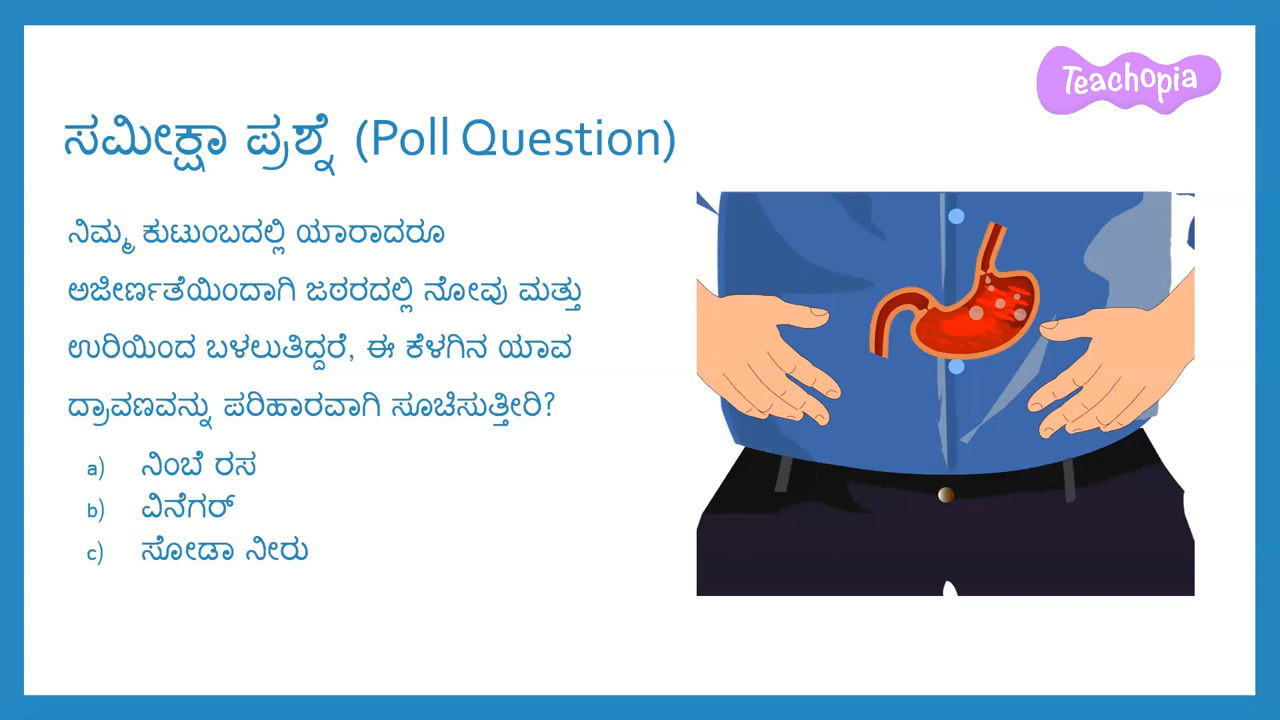 Teachopia
ಸಮೀಕ್ಷಾ ಪ್ರಶ್ನೆ (Poll Question)
ನಿಮ್ಮ ಕುಟುಂಬದಲ್ಲಿ ಯಾರಾದರೂ
ಅಜೀರ್ಣತೆಯಿಂದಾಗಿ ಜಠರದಲ್ಲಿ ನೋವು ಮತ್ತು
ಉರಿಯಿಂದ ಬಳಲುತಿದ್ದರೆ, ಈ ಕೆಳಗಿನ ಯಾವ
ದ್ರಾವಣವನ್ನು ಪರಿಹಾರವಾಗಿ ಸೂಚಿಸುತ್ತೀರಿ?
a) ನಿಂಬೆ ರಸ
b) ವಿನೆಗರ್
c) ಸೋಡಾ ನೀರು